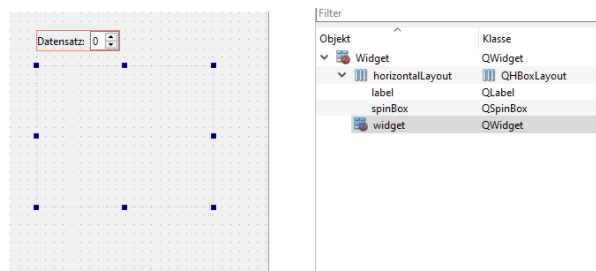 Datensatz: 0
Filter
Objekt Klasse
Widget QWidget
horizontalLayout QHBoxLayout
label QLabel
spinBox QSpinBox
widget QWidget